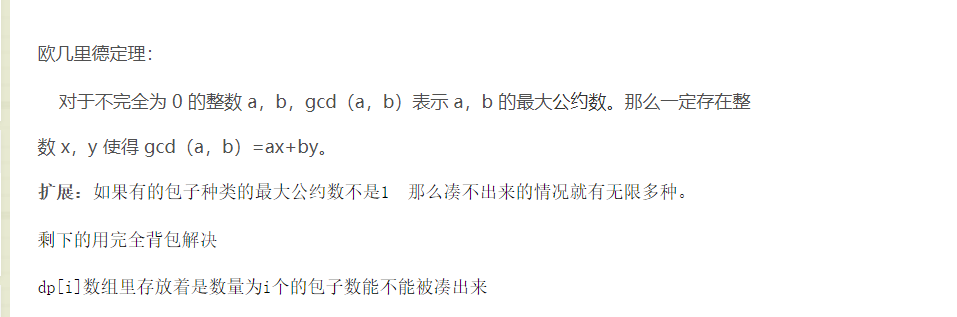 欧几里德定理：
对于不完全为 0 的整数 a，b，gcd（a，b）表示 a，b 的最大公约数。那么一定存在整
数 x，y 使得 gcd（a，b）=ax+by。
扩展：如果有的包子种类的最大公约数不是1 那么凑不出来的情况就有无限多种。
剩下的用完全背包解决
dp[i]数组里存放着是数量为i个的包子数能不能被凑出来